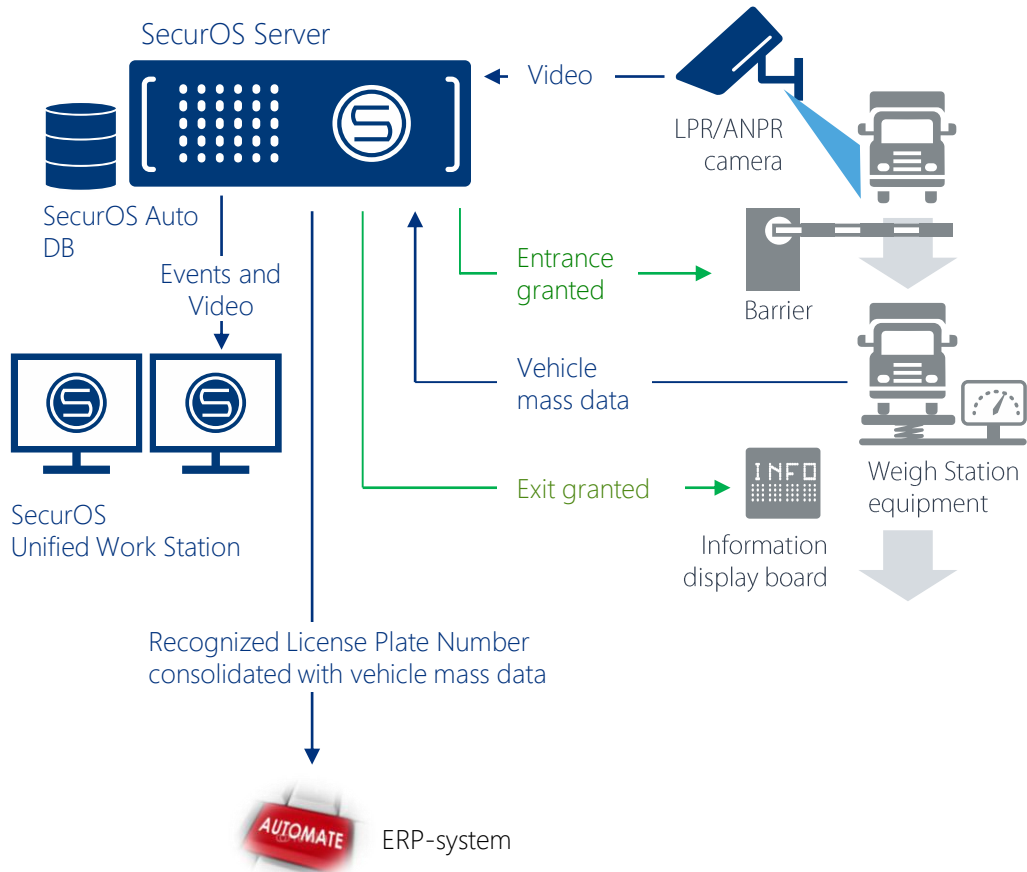 SecurOS Server
Video
LPR/ANPR
camera
SecurOS Auto
DB
Events and
Video
Entrance
granted
Barrier
Vehicle
mass data
Exit granted
INFO
Weigh Station
equipment
Information
display board
SecurOS
Unified Work Station
Recognized License Plate Number
consolidated with vehicle mass data
AUTOMATE
ERP-system